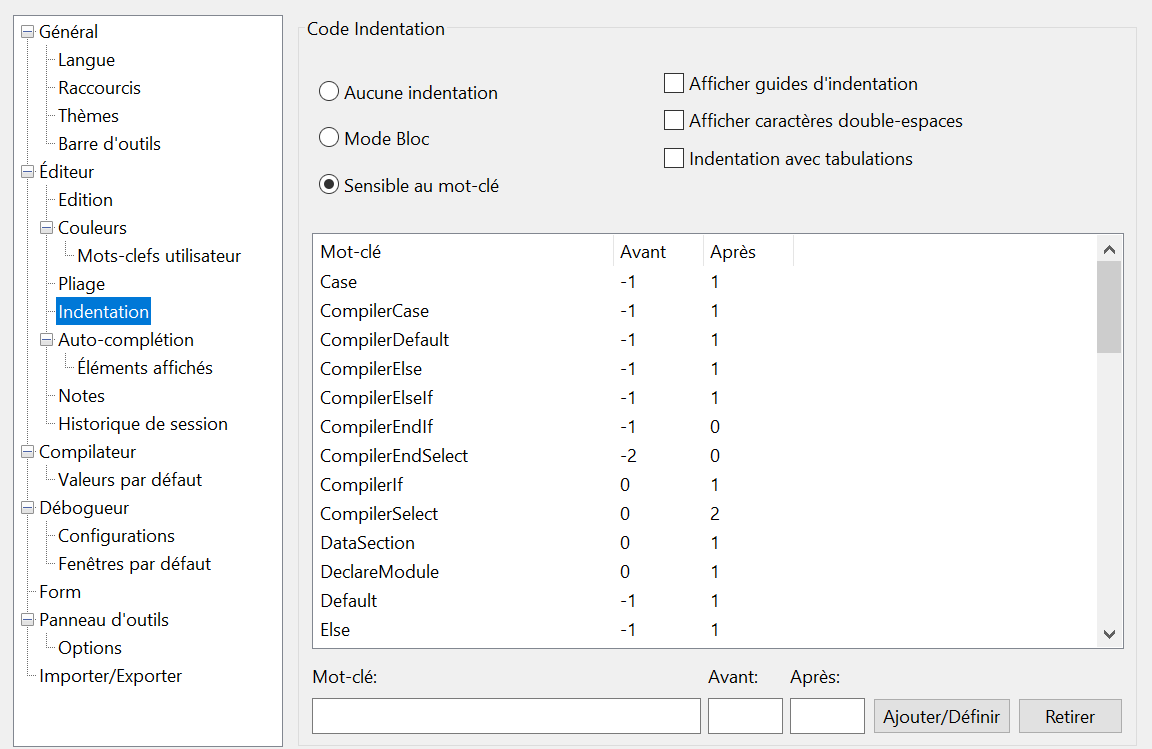 Général
Langue
Raccourcis
Thèmes
Barre d'outils
Éditeur
Edition
Couleurs
Mots-clefs utilisateur
Pliage
Indentation
Auto-complétion
Éléments affichés
Notes
Historique de session
Compilateur
Valeurs par défaut
Débogueur
Configurations
Fenêtres par défaut
Form
Panneau d'outils
Options
Importer/Exporter
Code Indentation
Aucune indentation
Mode Bloc
Sensible au mot-clé
Afficher guides d'indentation
Afficher caractères double-espaces
Indentation avec tabulations
Mot-clé Avant Après
Case -1 1
CompilerCase -1 1
CompilerDefault -1 1
CompilerElse -1 1
CompilerElseIf -1 1
CompilerEndIf -1 0
CompilerEndSelect -2 0
CompilerIf 0 1
CompilerSelect 0 2
DataSection 0 1
DeclareModule 0 1
Default -1 1
Else -1 1
Mot-clé: Avant: Après:
Ajouter/Définir Retirer